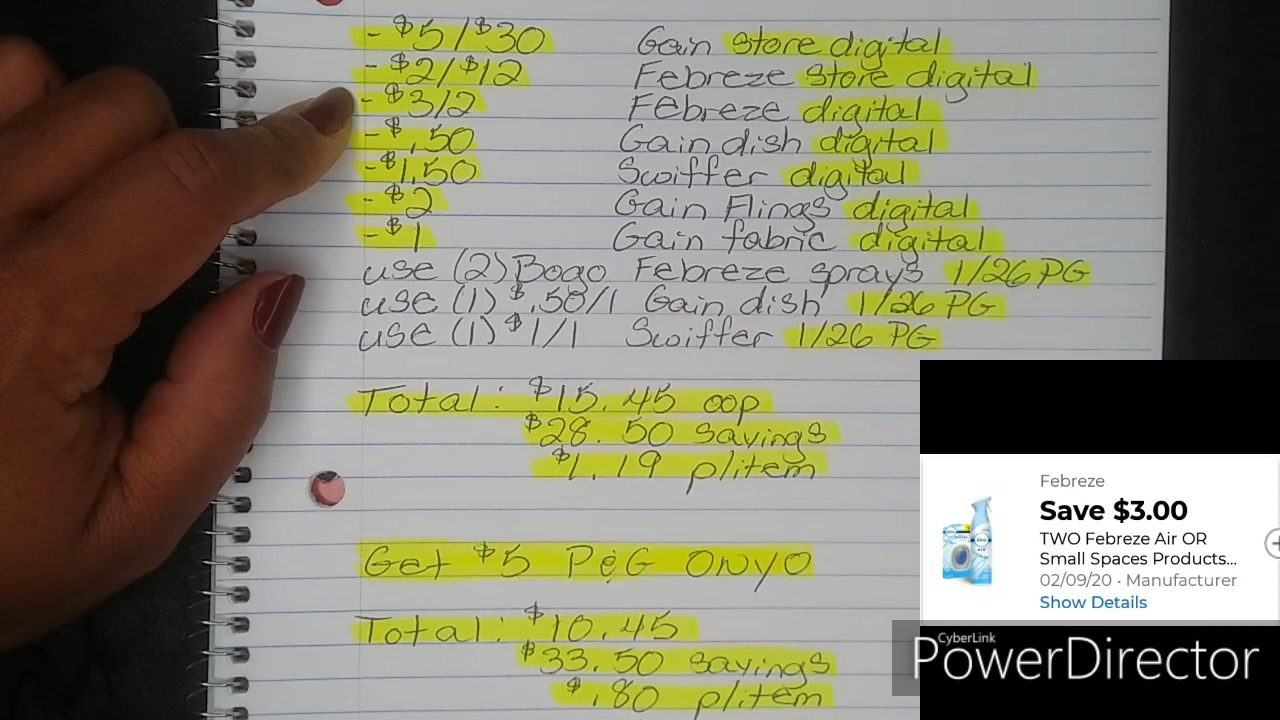 - $5/$30 Gain store digital
- $2/$12 Febreze store digital
- $3/2 Febreze digital
- $.50 Gain dish digital
- $1.50 Swiffer digital
- $2 Gain Flings digital
- $1 Gain fabric digital
use (2) Bogo Febreze sprays 1/26 PG
use (1) $.50/1 Gain dish 1/26 PG
use (1) $1/1 Swiffer 1/26 PG
Total: $15.45 oop
$28.50 savings
$1.19 p/item
Get $5 P&G ONYO
Total: $10.45
$33.50 savings
$.80 p/item
Febreze
Save $3.00
TWO Febreze Air OR
Small Spaces Products...
02/09/20 · Manufacturer
Show Details
CyberLink
PowerDirector